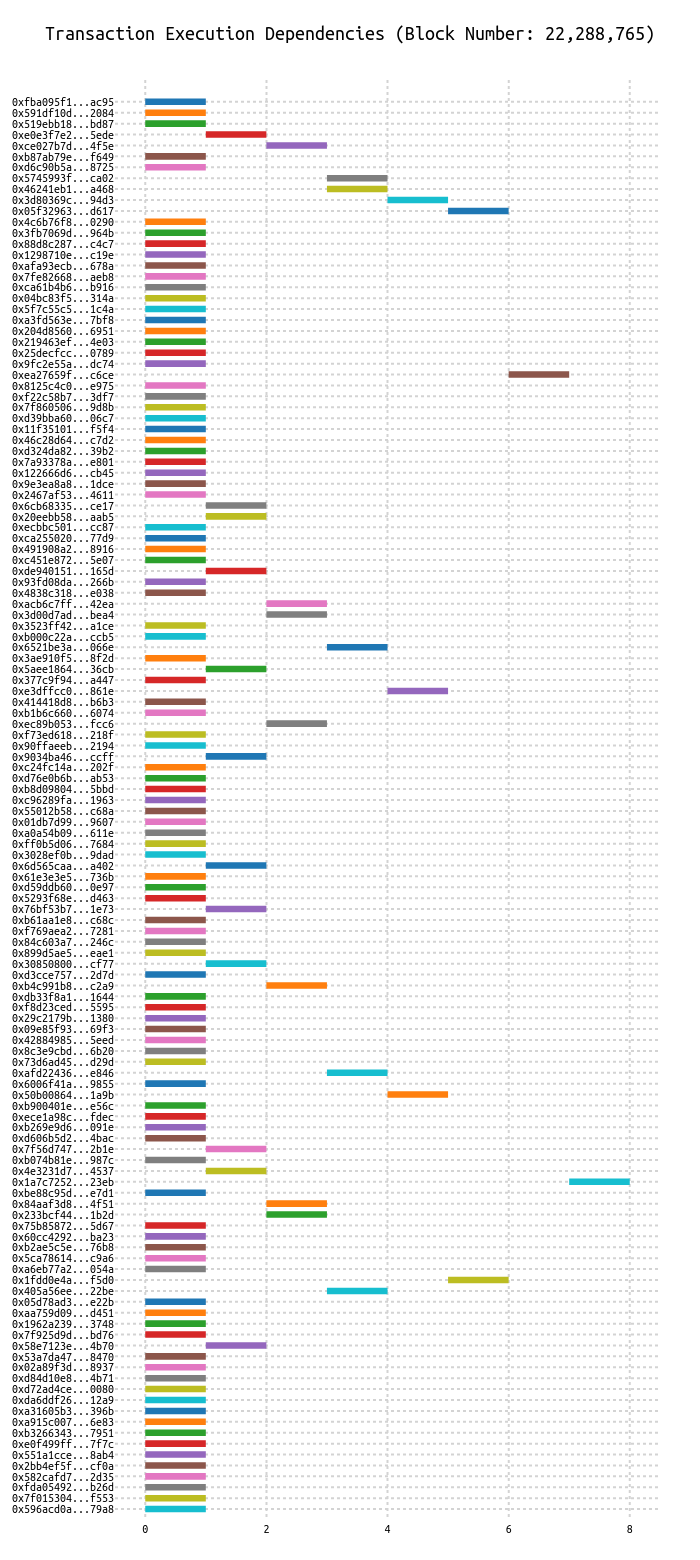 Transaction Execution Dependencies (Block Number: 22,288,765)
0xfba095f1...ac95
0x591df10d...2084
0x519ebb18...bd87
0xe0e3f7e2...5ede
0xce027b7d...4f5e
0xb87ab79e...f649
0xd6c90b5a...8725
0x5745993f...ca02
0x46241eb1...a468
0x3d80369c...94d3
0x05f32963...d617
0x4c6b76f8...0290
0x3fb7069d...964b
0x88d8c287...c4c7
0x1298710e...c19e
0xafa93ecb...678a
0x7fe82668...aeb8
0xca61b4b6...b916
0x04bc83f5...314a
0x5f7c55c5...1c4a
0xa3fd563e...7bf8
0x204d8560...6951
0x219463ef...4e03
0x25decfcc...0789
0x9fc2e55a...dc74
0xea27659f...c6ce
0x8125c4c0...e975
0xf22c58b7...3df7
0x7f860506...9d8b
0xd39bba60...06c7
0x11f35101...f5f4
0x46c28d64...c7d2
0xd324da82...39b2
0x7a93378a...e801
0x122666d6...cb45
0x9e3ea8a8...1dce
0x2467af53...4611
0x6cb68335...ce17
0x20eebb58...aab5
0xecbbc501...cc87
0xca255020...77d9
0x491908a2...8916
0xc451e872...5e07
0xde940151...165d
0x93fd08da...266b
0x4838c318...e038
0xacb6c7ff...42ea
0x3d00d7ad...bea4
0x3523ff42...a1ce
0xb000c22a...ccb5
0x6521be3a...066e
0x3ae910f5...8f2d
0x5aee1864...36cb
0x377c9f94...a447
0xe3dffcc0...861e
0x414418d8...b6b3
0xb1b6c660...6074
0xec89b053...fcc6
0xf73ed618...218f
0x90ffaeeb...2194
0x9034ba46...ccff
0xc24fc14a...202f
0xd76e0b6b...ab53
0xb8d09804...5bbd
0xc96289fa...1963
0x55012b58...c68a
0x01db7d99...9607
0xa0a54b09...611e
0xff0b5d06...7684
0x3028ef0b...9dad
0x6d565caa...a402
0x61e3e3e5...736b
0xd59ddb60...0e97
0x5293f68e...d463
0x76bf53b7...1e73
0xb61aa1e8...c68c
0xf769aea2...7281
0x84c603a7...246c
0x899d5ae5...eae1
0x30850800...cf77
0xd3cce757...2d7d
0xb4c991b8...c2a9
0xdb33f8a1...1644
0xf8d23ced...5595
0x29c2179b...1380
0x09e85f93...69f3
0x42884985...5eed
0x8c3e9cbd...6b20
0x73d6ad45...d29d
0xafd22436...e846
0x6006f41a...9855
0x50b00864...1a9b
0xb900401e...e56c
0xece1a98c...fdec
0xb269e9d6...091e
0xd606b5d2...4bac
0x7f56d747...2b1e
0xb074b81e...987c
0x4e3231d7...4537
0x1a7c7252...23eb
0xbe88c95d...e7d1
0x84aaf3d8...4f51
0x233bcf44...1b2d
0x75b85872...5d67
0x60cc4292...ba23
0xb2ae5c5e...76b8
0x5ca78614...c9a6
0xa6eb77a2...054a
0x1fdd0e4a...f5d0
0x405a56ee...22be
0x05d78ad3...e22b
0xaa759d09...d451
0x1962a239...3748
0x7f925d9d...bd76
0x58e7123e...4b70
0x53a7da47...8470
0x02a89f3d...8937
0xd84d10e8...4b71
0xd72ad4ce...0080
0xda6ddf26...12a9
0xa31605b3...396b
0xa915c007...6e83
0xb3266343...7951
0xe0f499ff...7f7c
0x551a1cce...8ab4
0x2bb4ef5f...cf0a
0x582cafd7...2d35
0xfda05492...b26d
0x7f015304...f553
0x596acd0a...79a8
0 2 4 6 8